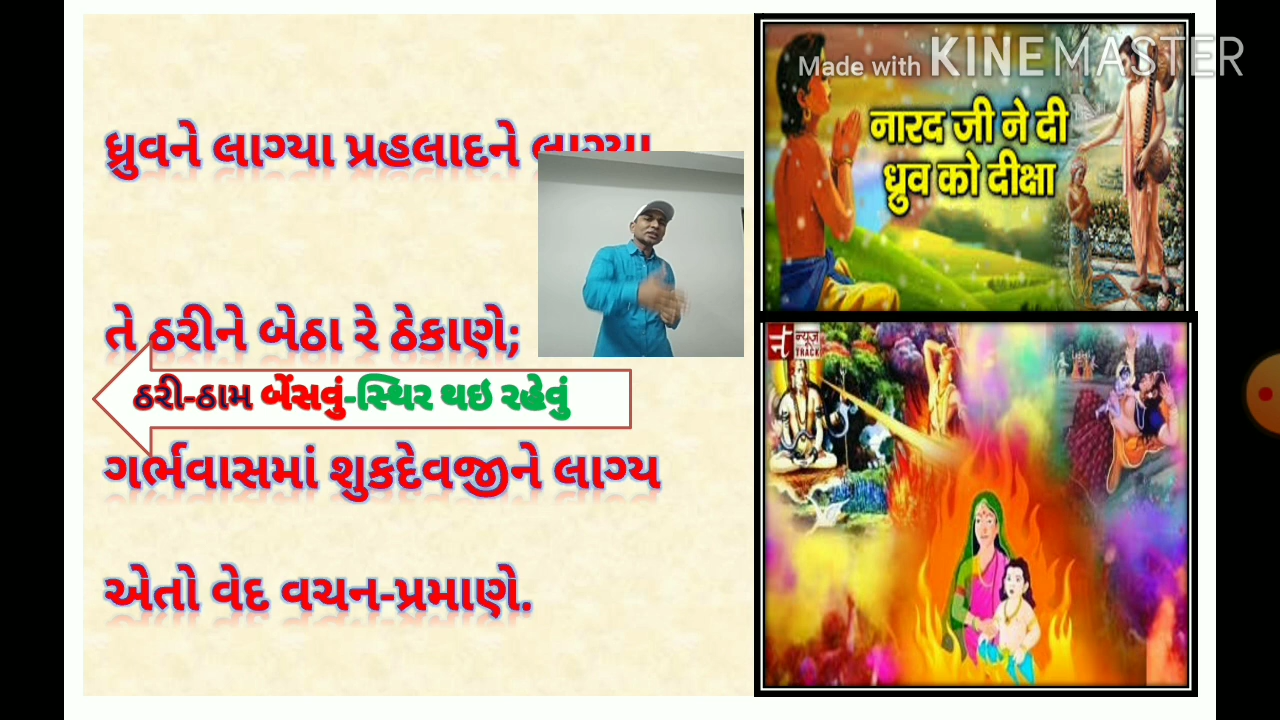 ધ્રુવને લાગ્યા પ્રહલાદને લાગ્યા
તે ઠરીને બેઠા રે ઠેકાણે;
ઠરી-ઠામ બેંસવું-સ્થિર થઇ રહેવું
ગર્ભવાસમાં શુકદેવજીને લાગ્ય
એતો વેદ વચન-પ્રમાણે.
Made with KINEMASTER
नारद जी ने दी
ध्रुव को दीक्षा
न्यूज
TRACK